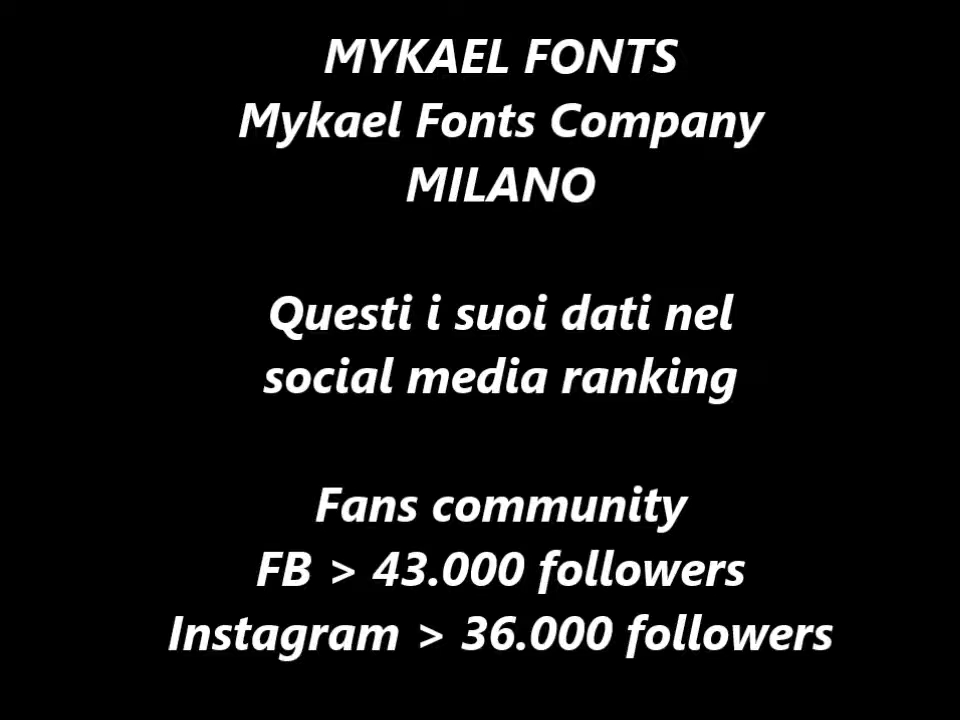 MYKAEL FONTS
Mykael Fonts Company
MILANO
Questi i suoi dati nel
social media ranking
Fans community
FB > 43.000 followers
Instagram > 36.000 followers